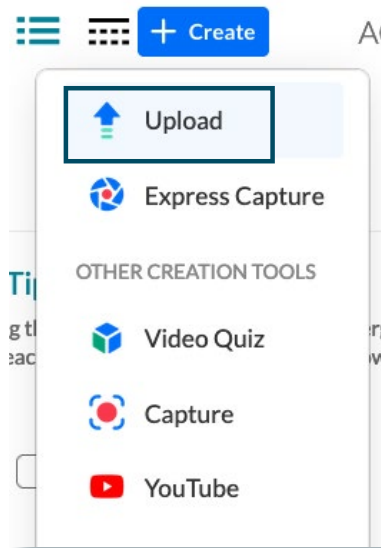 + Create
Upload
Express Capture
OTHER CREATION TOOLS
Video Quiz
Capture
YouTube